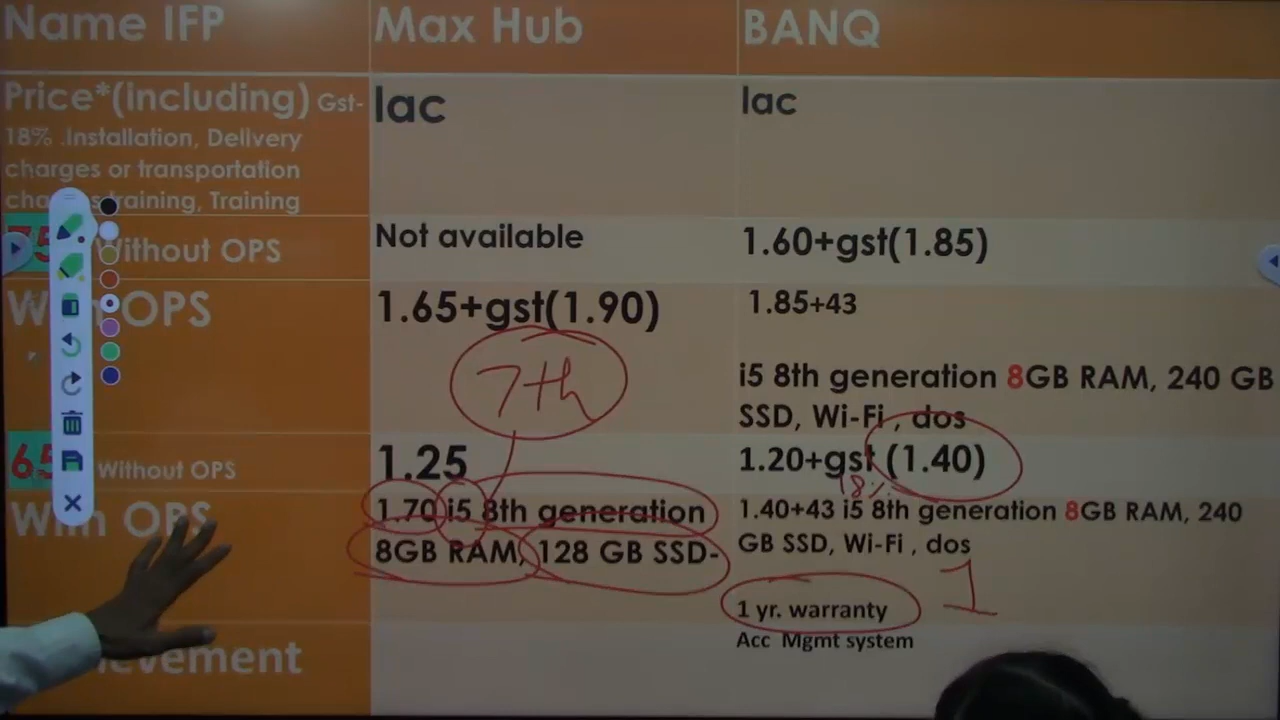 Name IFP
Max Hub
BANQ
Price*(including) Gst-
18% .Installation, Delivery
charges or transportation
training, Training
lac
lac
Without OPS
Not available
1.60+gst(1.85)
With OPS
1.65+gst(1.90)
1.85+43
7th
i5 8th generation 8GB RAM, 240 GB
SSD, Wi-Fi , dos
65
Without OPS
1.25
1.20+gst (1.40)
18%
With OPS
1.70 i5 8th generation
8GB RAM, 128 GB SSD-
1.40+43 i5 8th generation 8GB RAM, 240
GB SSD, Wi-Fi , dos
1
1 yr. warranty
Acc Mgmt system